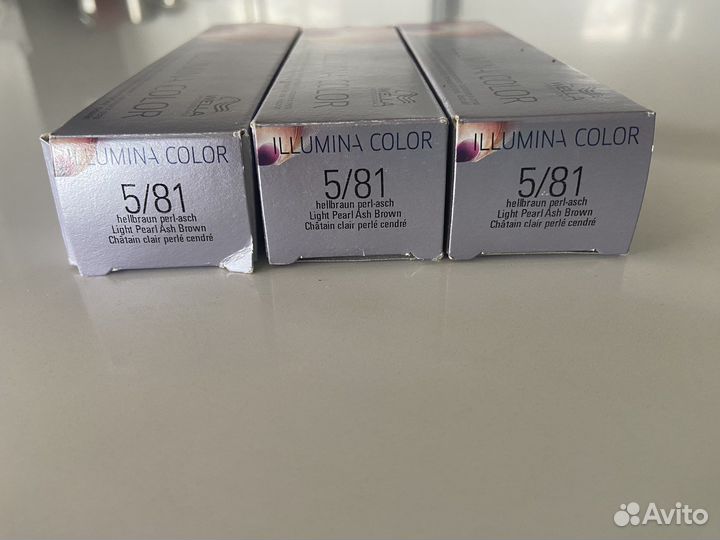 ILLUMINA COLOR
5/81
hellbraun perl-asch
Light Pearl Ash Brown
Châtain clair perlé cendré
WELLA
ILLUMINA COLOR
5/81
hellbraun perl-asch
Light Pearl Ash Brown
Châtain clair perlé cendré
WELLA
ILLUMINA COLOR
5/81
hellbraun perl-asch
Light Pearl Ash Brown
Châtain clair perlé cendré
Avito